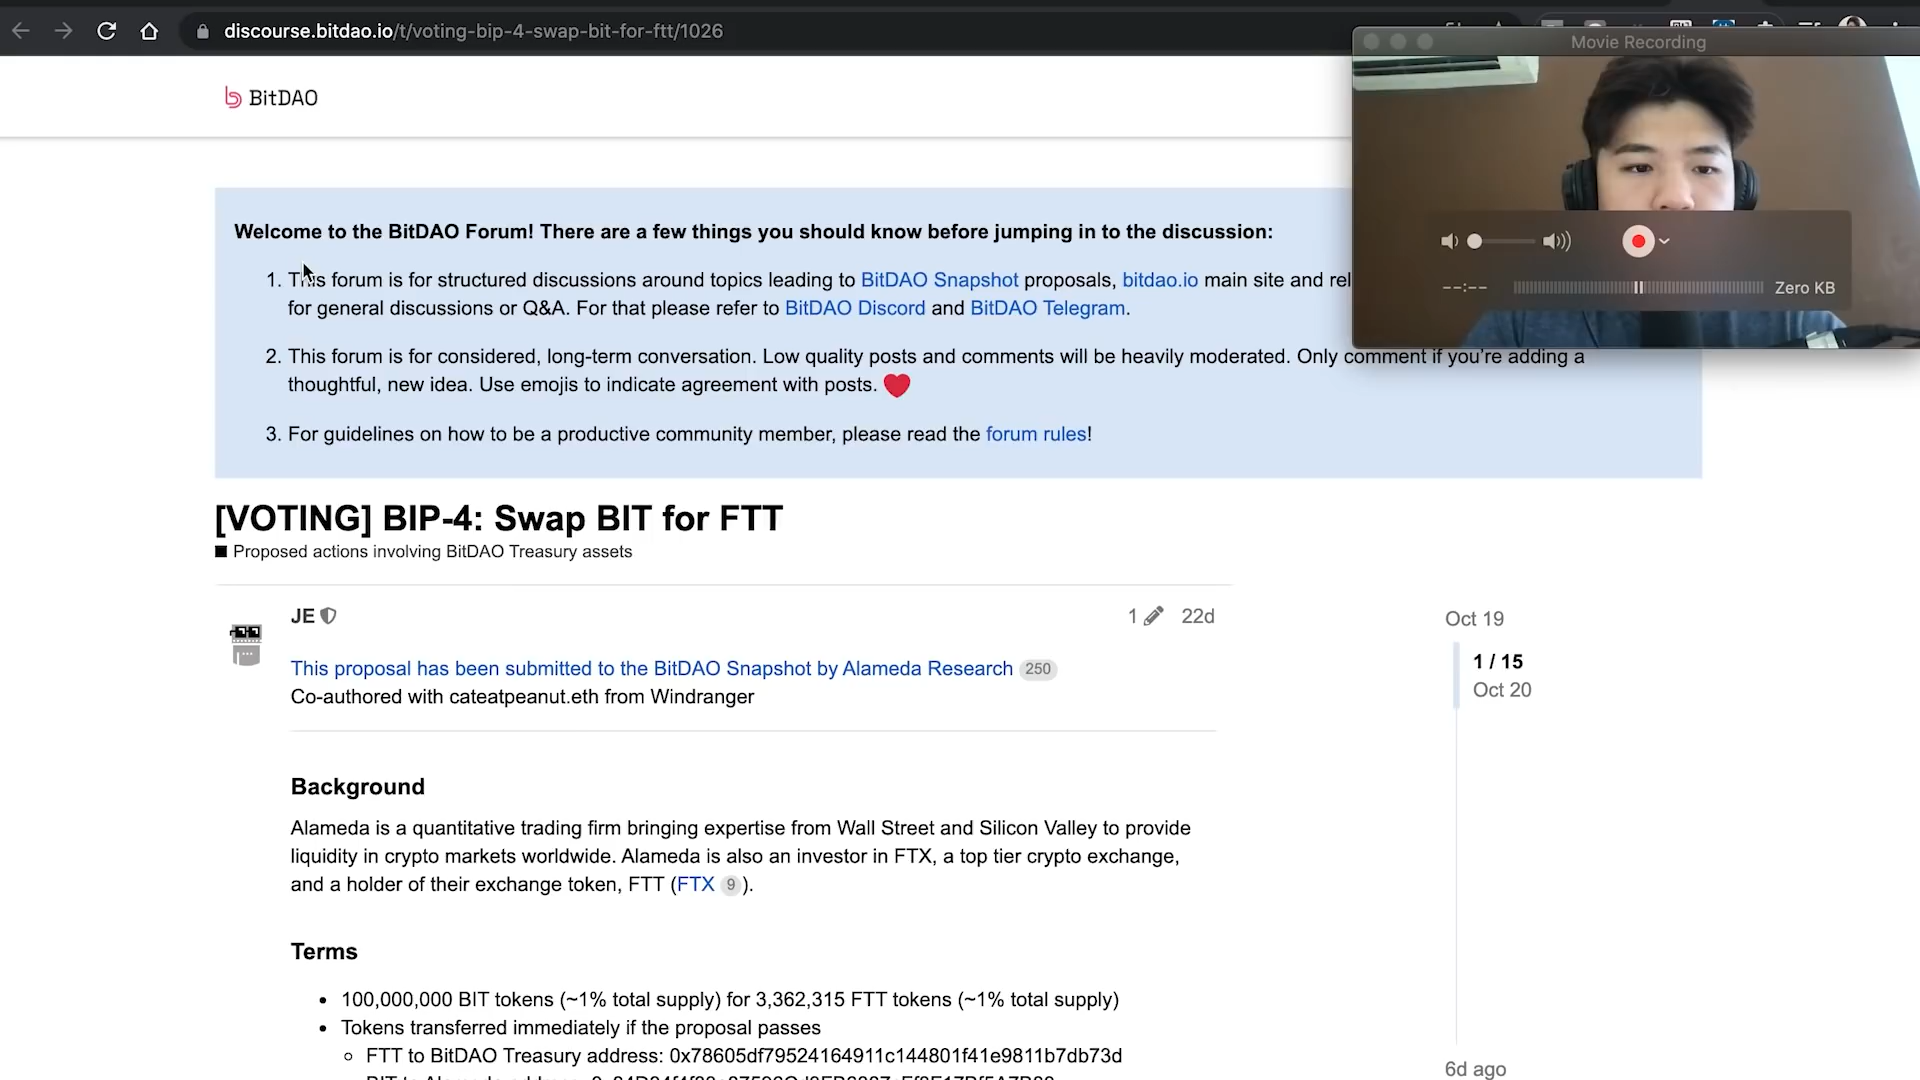 discourse.bitdao.io/t/voting-bip-4-swap-bit-for-ftt/1026
Movie Recording
BitDAO
Welcome to the BitDAO Forum! There are a few things you should know before jumping in to the discussion:
1. This forum is for structured discussions around topics leading to BitDAO Snapshot proposals, bitdao.io main site and rel
for general discussions or Q&A. For that please refer to BitDAO Discord and BitDAO Telegram.
--:--
Zero KB
2. This forum is for considered, long-term conversation. Low quality posts and comments will be heavily moderated. Only comment if you're adding a
thoughtful, new idea. Use emojis to indicate agreement with posts.
3. For guidelines on how to be a productive community member, please read the forum rules!
[VOTING] BIP-4: Swap BIT for FTT
Proposed actions involving BitDAO Treasury assets
JE
1
22d
This proposal has been submitted to the BitDAO Snapshot by Alameda Research 250
Co-authored with cateatpeanut.eth from Windranger
Oct 19
1 / 15
Oct 20
Background
Alameda is a quantitative trading firm bringing expertise from Wall Street and Silicon Valley to provide
liquidity in crypto markets worldwide. Alameda is also an investor in FTX, a top tier crypto exchange,
and a holder of their exchange token, FTT (FTX 9 ).
Terms
• 100,000,000 BIT tokens (~1% total supply) for 3,362,315 FTT tokens (~1% total supply)
• Tokens transferred immediately if the proposal passes
◦ FTT to BitDAO Treasury address: 0x78605df79524164911c144801f41e9811b7db73d
6d ago